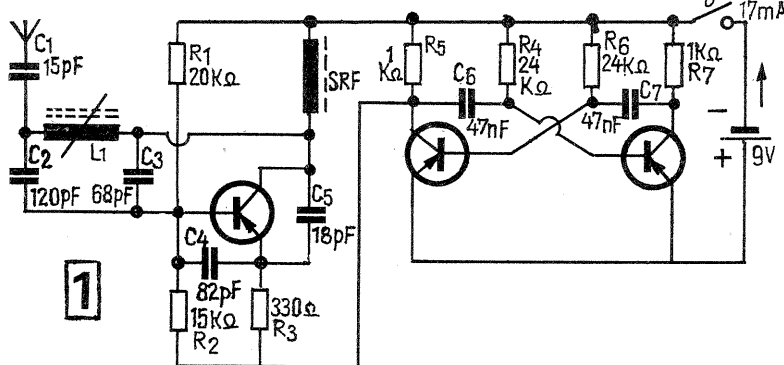 C1
15pF
R1
20KΩ
SRF
L1
C2
120pF
C3
68pF
C4
82pF
C5
18pF
15KΩ
R2
330Ω
R3
1
1
KΩ
R5
C6
47nF
R4
24
KΩ
R6
24KΩ
C7
47nF
1KΩ
R7
17mA
−
+
9V